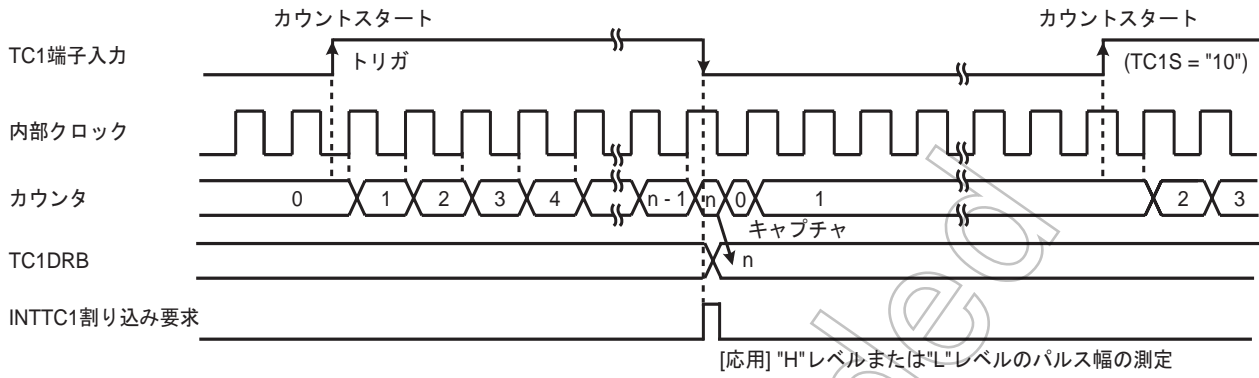 カウントスタート カウントスタート
TC1端子入力 トリガ (TC1S = "10")
内部クロック
カウンタ 0 1 2 3 4 n - 1 n 0 1 2 3
キャプチャ
TC1DRB n
INTTC1割り込み要求
[応用] "H"レベルまたは"L"レベルのパルス幅の測定